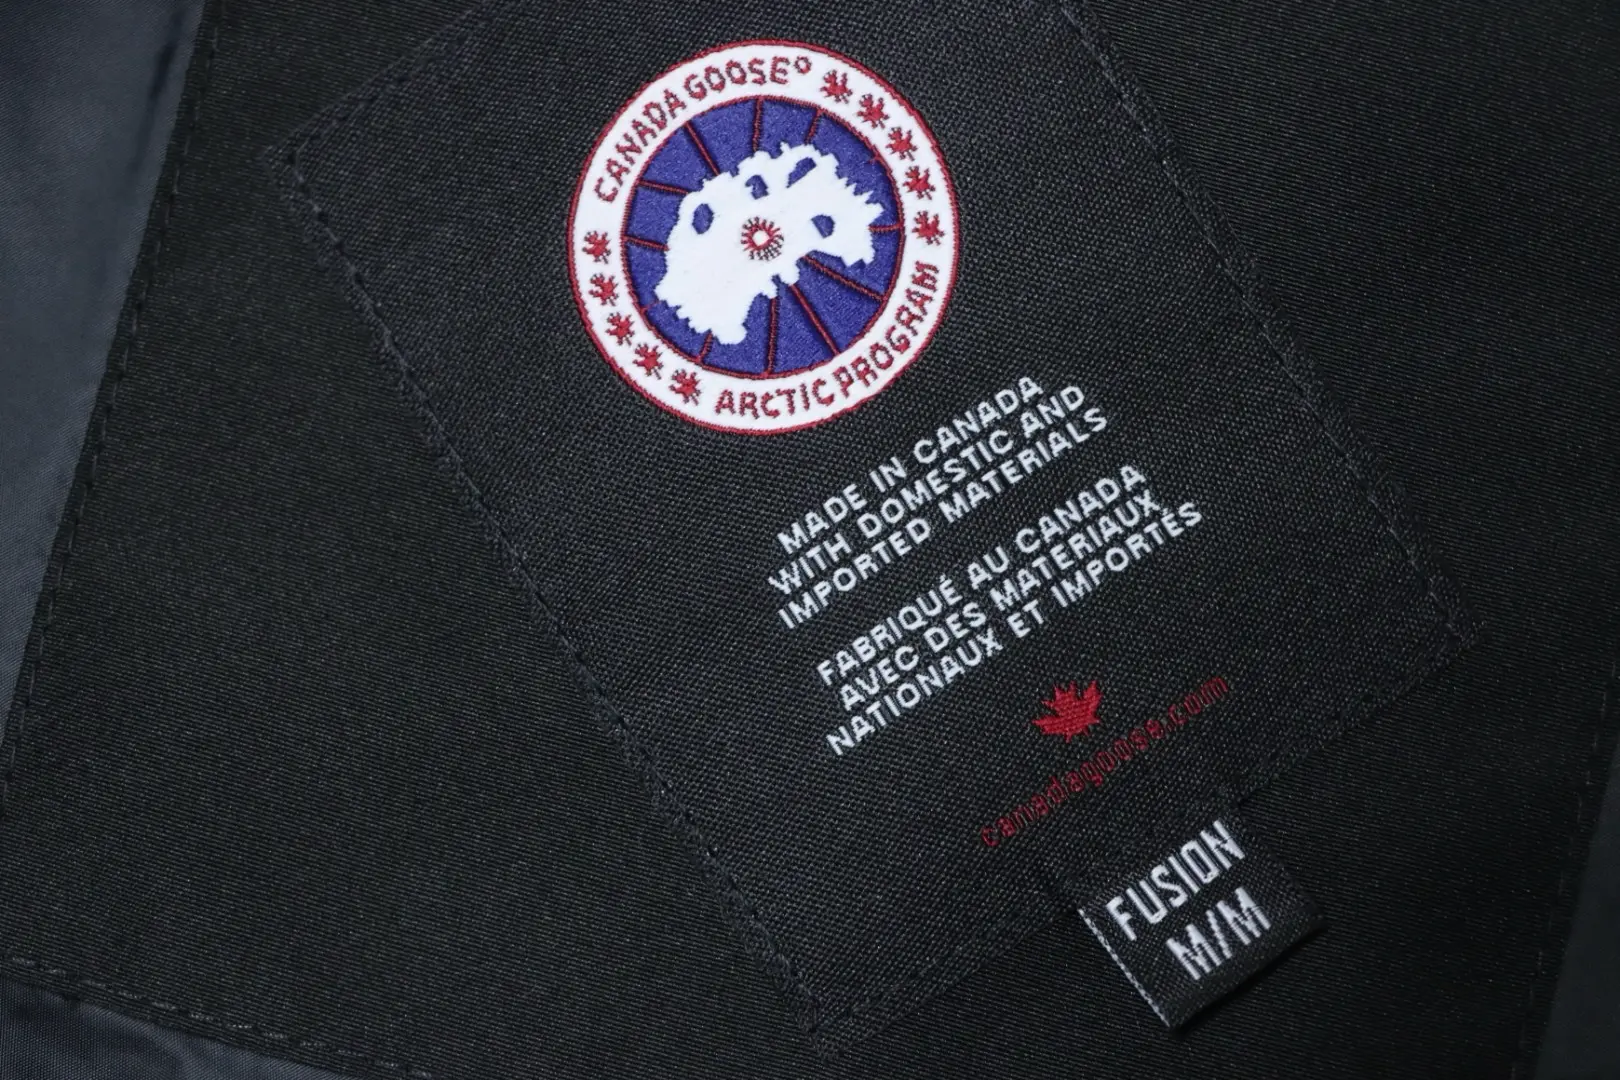 CANADA GOOSE®
ARCTIC PROGRAM
MADE IN CANADA
WITH DOMESTIC AND
IMPORTED MATERIALS
FABRIQUÉ AU CANADA
AVEC DES MATERIAUX
NATIONAUX ET IMPORTÉS
canadagoose.com
FUSION
M/M